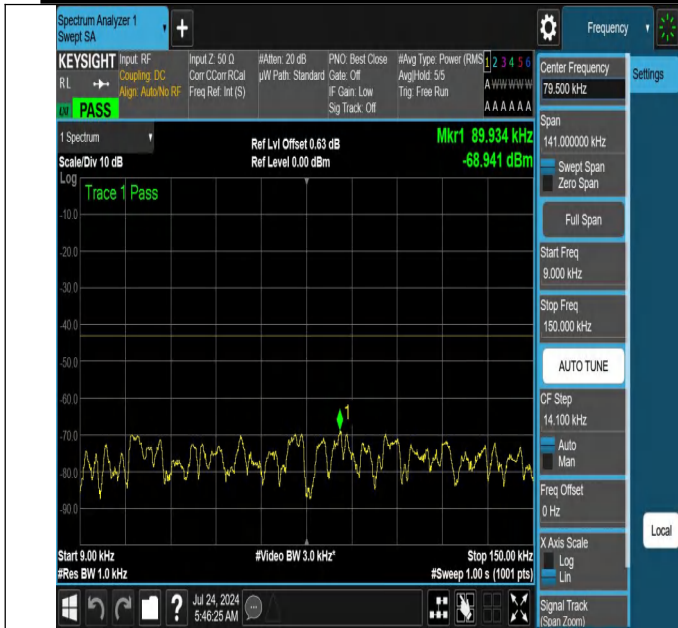 Spectrum Analyzer 1
Swept SA
Frequency
KEYSIGHT
RL
LXI
PASS
Input: RF
Coupling: DC
Align: Auto/No RF
Input Z: 50 Ω
Corr CCorr RCal
Freq Ref: Int (S)
#Atten: 20 dB
µW Path: Standard
PNO: Best Close
Gate: Off
IF Gain: Low
Sig Track: Off
#Avg Type: Power (RMS
Avg|Hold: 5/5
Trig: Free Run
1 2 3 4 5 6
A W W W W W
A A A A A A
1 Spectrum
Scale/Div 10 dB
Log
Ref Lvl Offset 0.63 dB
Ref Level 0.00 dBm
Mkr1 89.934 kHz
-68.941 dBm
Trace 1 Pass
-10.0
-20.0
-30.0
-40.0
-50.0
-60.0
-70.0
-80.0
-90.0
1
Start 9.00 kHz
#Res BW 1.0 kHz
#Video BW 3.0 kHz*
Stop 150.00 kHz
#Sweep 1.00 s (1001 pts)
?
Jul 24, 2024
5:46:25 AM
Center Frequency
79.500 kHz
Settings
Span
141.000000 kHz
Swept Span
Zero Span
Full Span
Start Freq
9.000 kHz
Stop Freq
150.000 kHz
AUTO TUNE
CF Step
14.100 kHz
Auto
Man
Freq Offset
0 Hz
X Axis Scale
Log
Lin
Local
Signal Track
(Span Zoom)